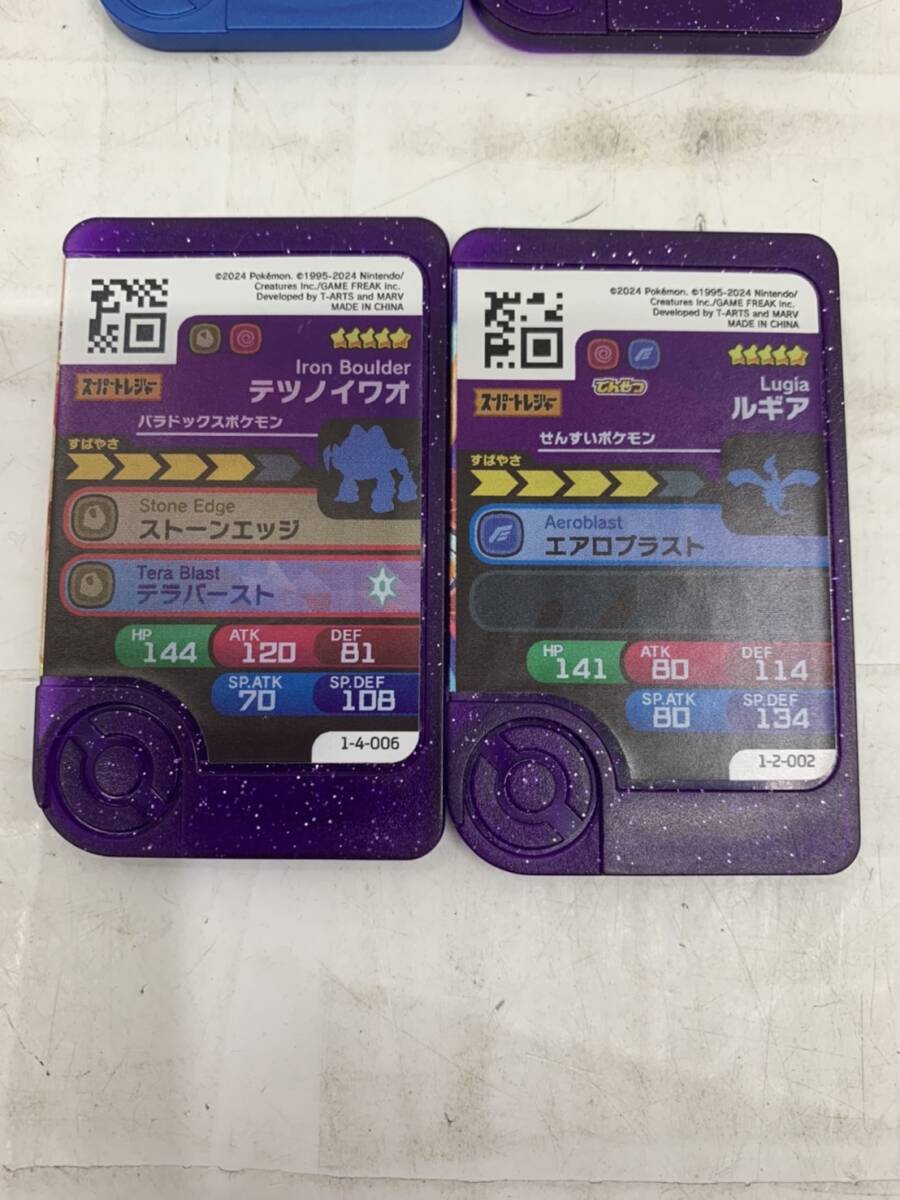 ©2024 Pokémon. ©1995-2024 Nintendo/
Creatures Inc./GAME FREAK Inc.
Developed by T-ARTS and MARV
MADE IN CHINA
Iron Boulder
スーパートレジャー
テツノイワオ
パラドックスポケモン
すばやさ
Stone Edge
ストーンエッジ
Tera Blast
テラバースト
HP
144
ATK
120
DEF
81
SP.ATK
70
SP.DEF
108
1-4-006
©2024 Pokémon. ©1995-2024 Nintendo/
Creatures Inc./GAME FREAK Inc.
Developed by T-ARTS and MARV
MADE IN CHINA
でんせつ
Lugia
スーパートレジャー
ルギア
せんすいポケモン
すばやさ
Aeroblast
エアロブラスト
HP
141
ATK
80
DEF
114
SP.ATK
80
SP.DEF
134
1-2-002